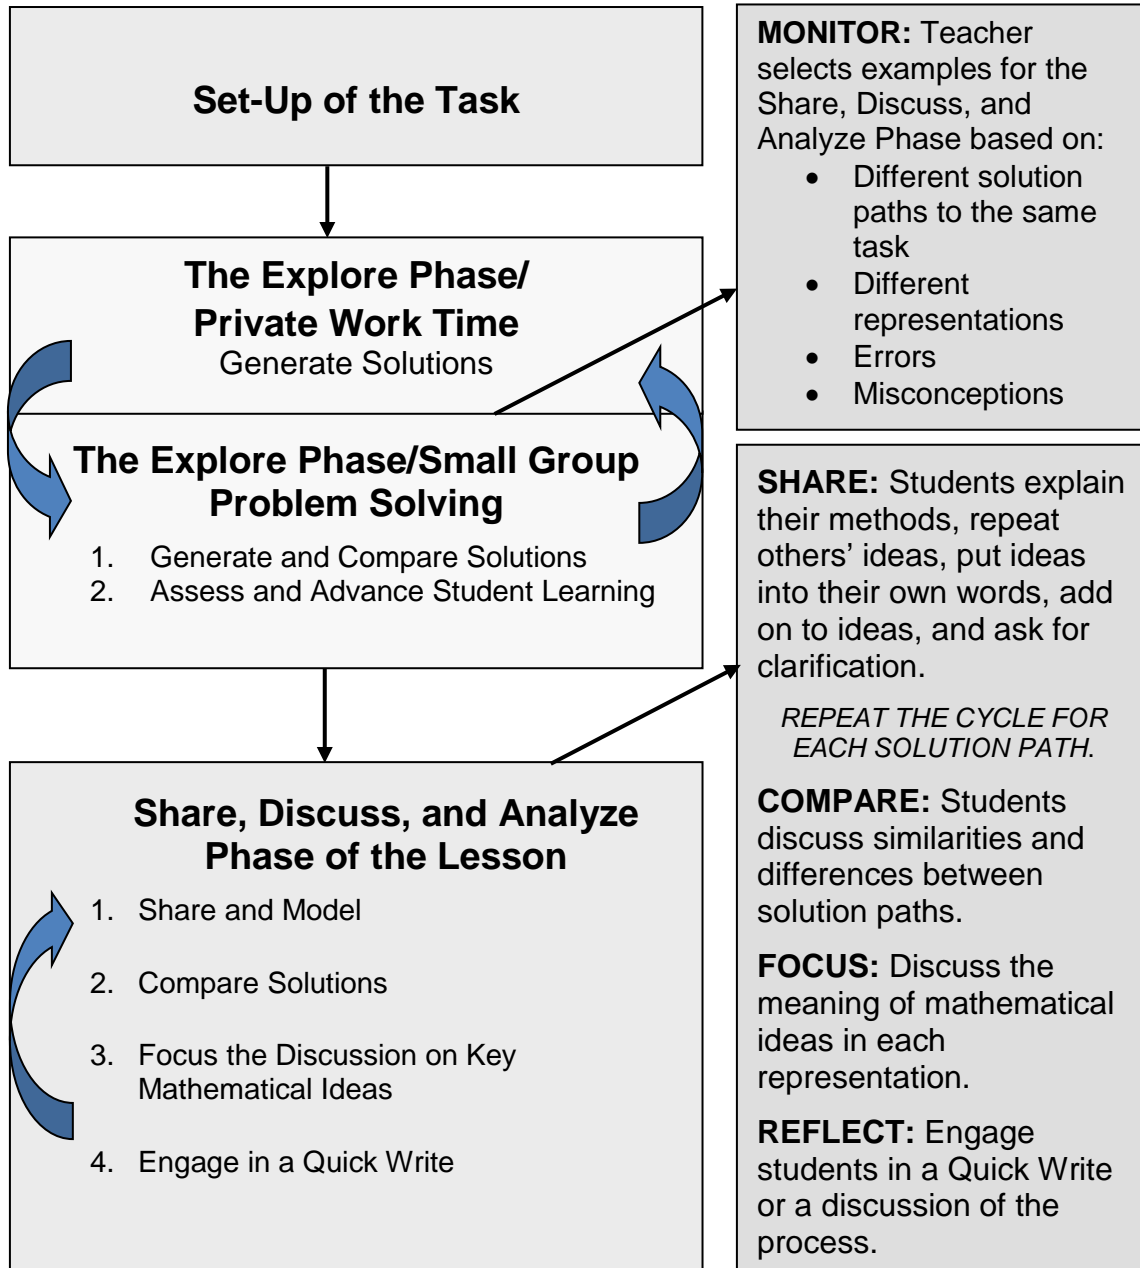 Set-Up of the Task
The Explore Phase/
Private Work Time
Generate Solutions
The Explore Phase/Small Group
Problem Solving
1. Generate and Compare Solutions
2. Assess and Advance Student Learning
Share, Discuss, and Analyze
Phase of the Lesson
1. Share and Model
2. Compare Solutions
3. Focus the Discussion on Key
Mathematical Ideas
4. Engage in a Quick Write
MONITOR: Teacher
selects examples for the
Share, Discuss, and
Analyze Phase based on:
• Different solution
paths to the same
task
• Different
representations
• Errors
• Misconceptions
SHARE: Students explain
their methods, repeat
others’ ideas, put ideas
into their own words, add
on to ideas, and ask for
clarification.
REPEAT THE CYCLE FOR
EACH SOLUTION PATH.
COMPARE: Students
discuss similarities and
differences between
solution paths.
FOCUS: Discuss the
meaning of mathematical
ideas in each
representation.
REFLECT: Engage
students in a Quick Write
or a discussion of the
process.